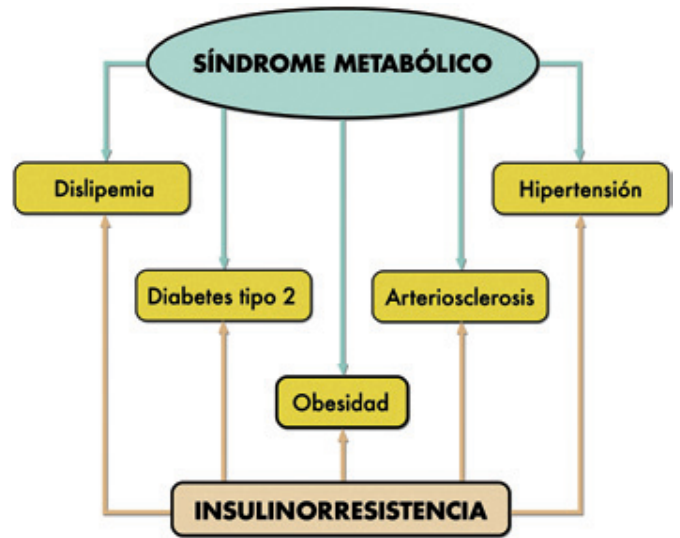 SÍNDROME METABÓLICO
Dislipemia
Hipertensión
Diabetes tipo 2
Arteriosclerosis
Obesidad
INSULINORRESISTENCIA